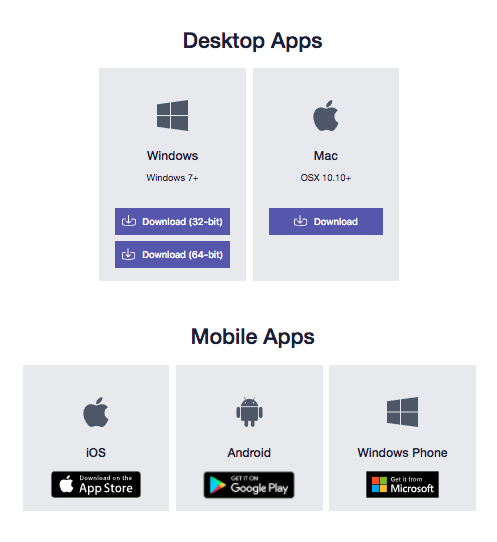 Desktop Apps
Windows
Windows 7+
Download (32-bit)
Download (64-bit)
Mac
OSX 10.10+
Download
Mobile Apps
iOS
Download on the
App Store
Android
GET IT ON
Google Play
Windows Phone
Get it from
Microsoft